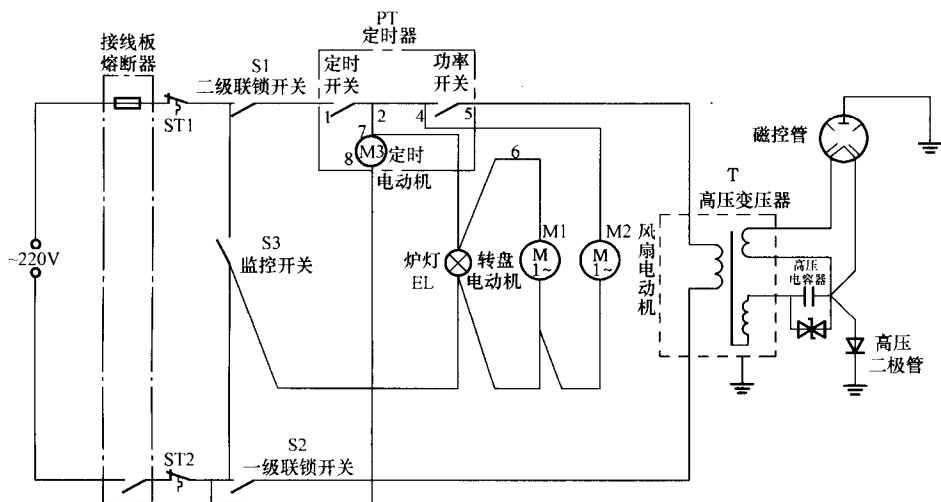 PT
定时器
接线板
熔断器
S1
二级联锁开关
定时
开关
功率
开关
1
2
4
5
ST1
7
8
M3
定时
电动机
6
磁控管
T
高压变压器
~220V
S3
监控开关
炉灯
EL
转盘
电动机
M1
M
1~
M2
M
1~
风扇电动机
高压
电容器
高压
二极管
ST2
S2
一级联锁开关